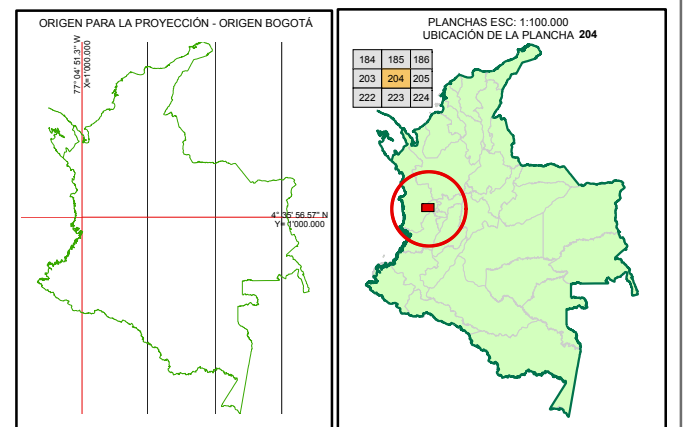 ORIGEN PARA LA PROYECCIÓN - ORIGEN BOGOTÁ
77° 04' 51.3" W
X=1'000.000
4° 35' 56.57" N
Y= 1'000.000
PLANCHAS ESC: 1:100.000
UBICACIÓN DE LA PLANCHA 204
184 185 186
203 204 205
222 223 224